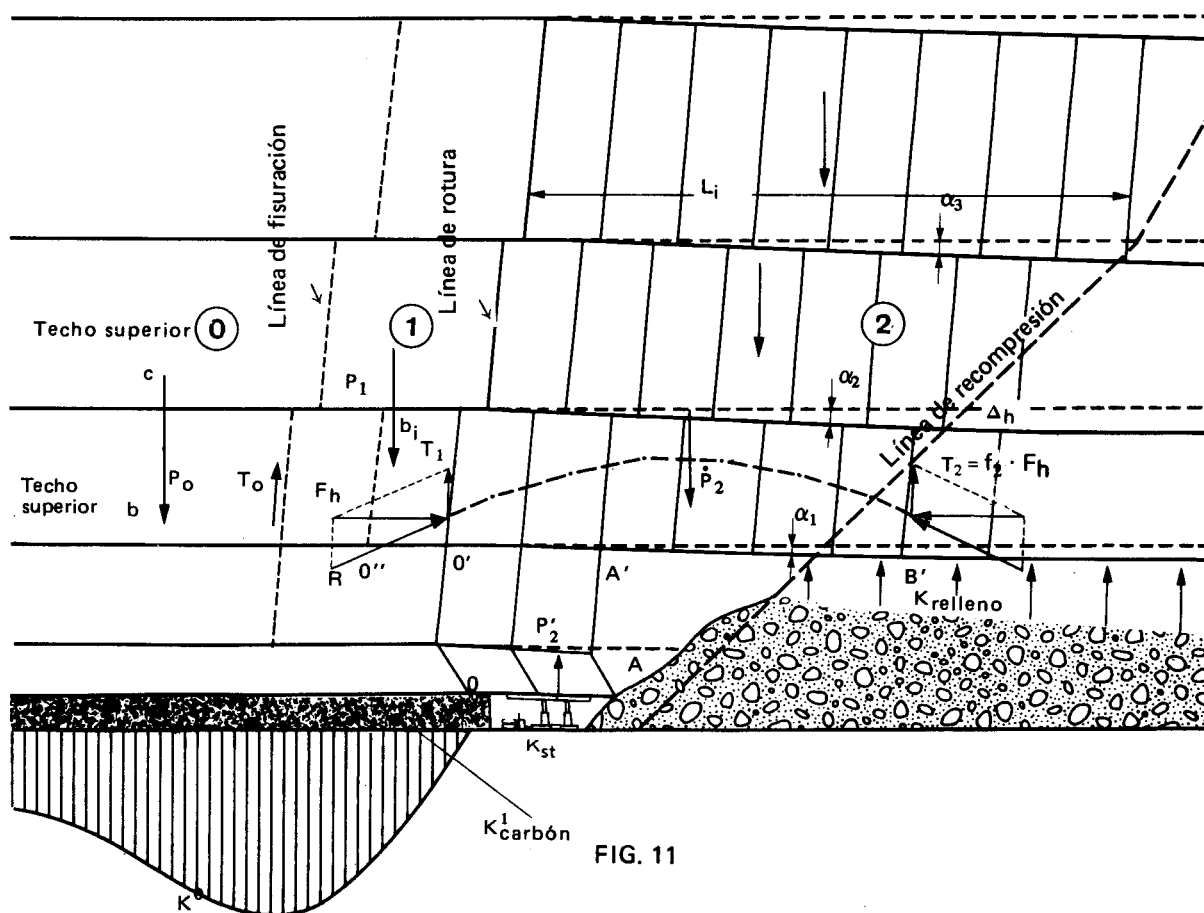 Línea de fisuración
Línea de rotura
L_i
α₃
Techo superior 0
1
2
Línea de recompresión
c
P₁
α₂
Δh
b_i
T₁
T₂ = f₂ · F_h
Techo
superior
b
P₀
T₀
F_h
P₂
α₁
R
0''
0'
A'
B'
K relleno
P'₂
A
0
K_st
K¹ carbón
K⁰
FIG. 11